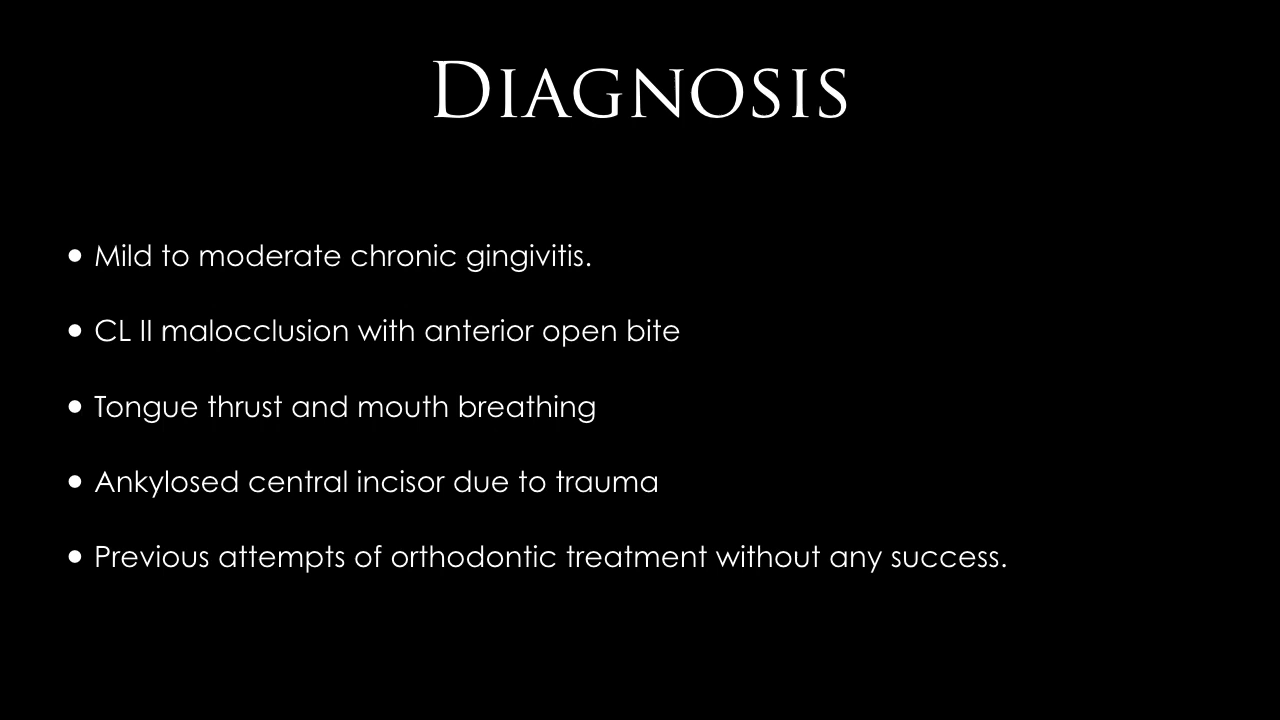 Diagnosis
• Mild to moderate chronic gingivitis.
• CL II malocclusion with anterior open bite
• Tongue thrust and mouth breathing
• Ankylosed central incisor due to trauma
• Previous attempts of orthodontic treatment without any success.